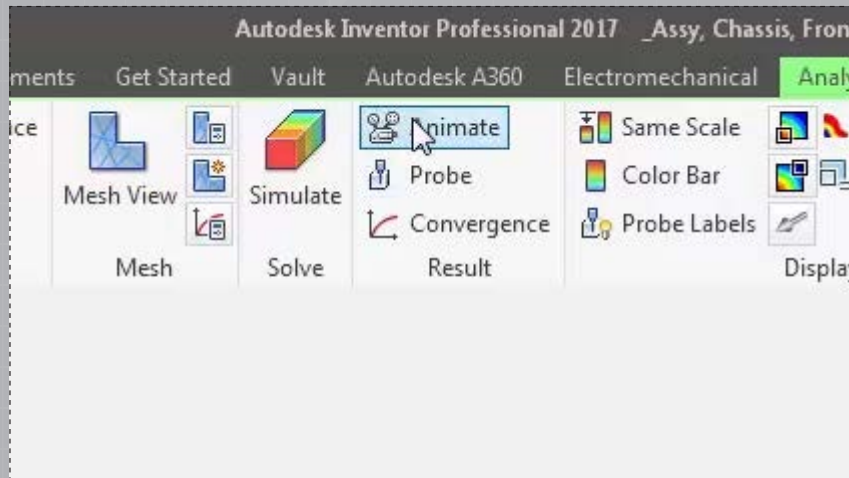 Autodesk Inventor Professional 2017 _Assy, Chassis, Fron
ments Get Started Vault Autodesk A360 Electromechanical Analy
ice
Animate Same Scale
Mesh View Simulate Probe Color Bar
Convergence Probe Labels
Mesh Solve Result Display